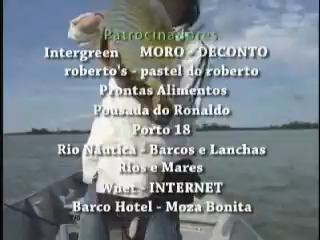 Patrocinadores
Intergreen MORO - DECONTO
roberto's - pastel do roberto
Prontas Alimentos
Pousada do Ronaldo
Porto 18
Rio Náutica - Barcos e Lanchas
Rios e Mares
Wnet - INTERNET
Barco Hotel - Moza Bonita